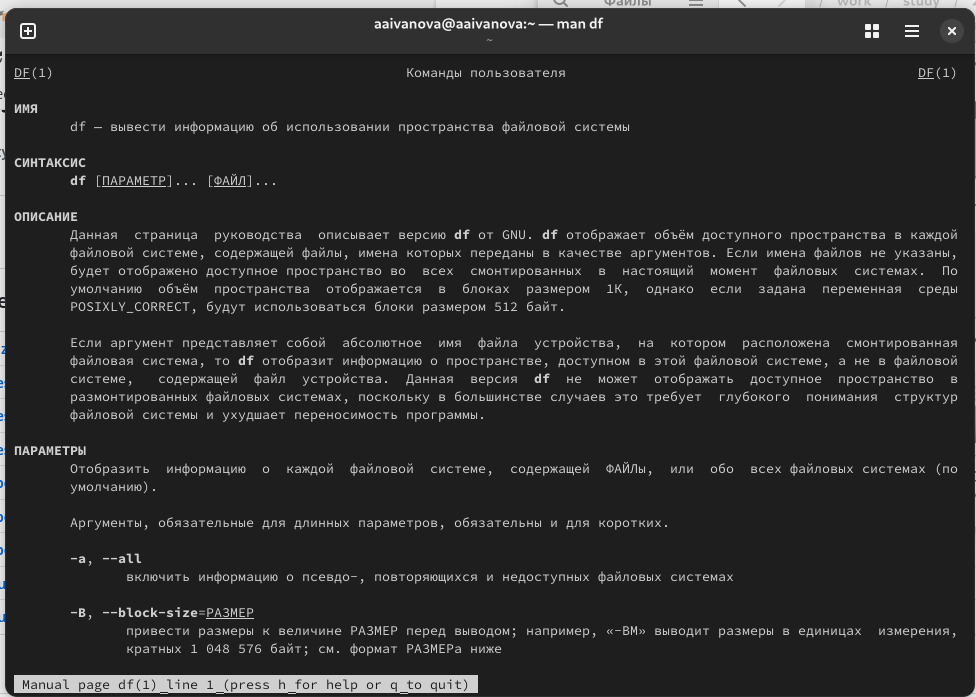 Файлы
work / study /
aaivanova@aaivanova:~ — man df
~
DF(1) Команды пользователя DF(1)
ИМЯ
df – вывести информацию об использовании пространства файловой системы
СИНТАКСИС
df [ПАРАМЕТР]... [ФАЙЛ]...
ОПИСАНИЕ
Данная страница руководства описывает версию df от GNU. df отображает объём доступного пространства в каждой
файловой системе, содержащей файлы, имена которых переданы в качестве аргументов. Если имена файлов не указаны,
будет отображено доступное пространство во всех смонтированных в настоящий момент файловых системах. По
умолчанию объём пространства отображается в блоках размером 1K, однако если задана переменная среды
POSIXLY_CORRECT, будут использоваться блоки размером 512 байт.
Если аргумент представляет собой абсолютное имя файла устройства, на котором расположена смонтированная
файловая система, то df отобразит информацию о пространстве, доступном в этой файловой системе, а не в файловой
системе, содержащей файл устройства. Данная версия df не может отображать доступное пространство в
размонтированных файловых системах, поскольку в большинстве случаев это требует глубокого понимания структур
файловой системы и ухудшает переносимость программы.
ПАРАМЕТРЫ
Отобразить информацию о каждой файловой системе, содержащей ФАЙЛы, или обо всех файловых системах (по
умолчанию).
Аргументы, обязательные для длинных параметров, обязательны и для коротких.
-a, --all
включить информацию о псевдо-, повторяющихся и недоступных файловых системах
-B, --block-size=РАЗМЕР
привести размеры к величине РАЗМЕР перед выводом; например, «-BM» выводит размеры в единицах измерения,
кратных 1 048 576 байт; см. формат РАЗМЕРа ниже
Manual page df(1) line 1 (press h for help or q to quit)